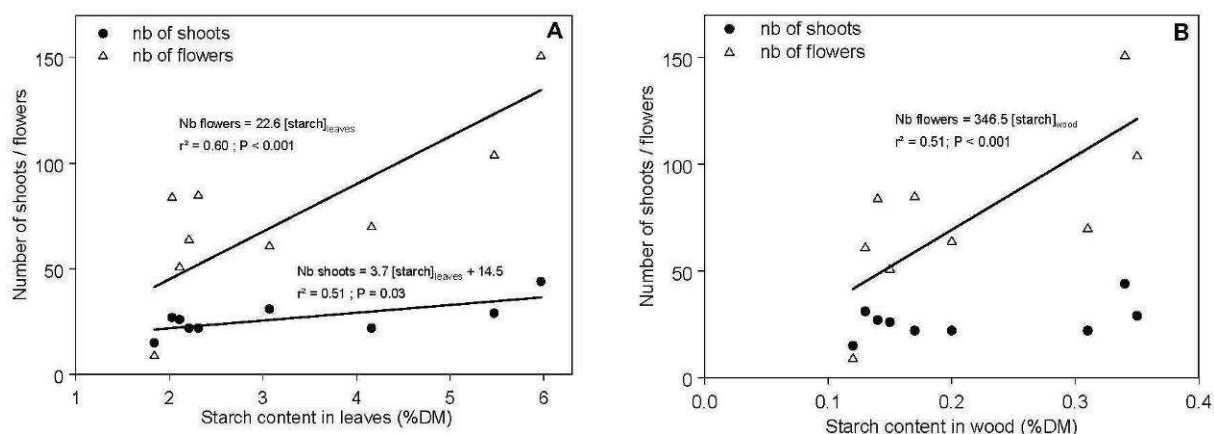 A
nb of shoots
nb of flowers
150
100
50
0
Number of shoots / flowers
Nb flowers = 22.6 [starch]leaves
r² = 0.60 ; P < 0.001
Nb shoots = 3.7 [starch]leaves + 14.5
r² = 0.51 ; P = 0.03
1 2 3 4 5 6
Starch content in leaves (%DM)
B
nb of shoots
nb of flowers
150
100
50
0
Number of shoots / flowers
Nb flowers = 346.5 [starch]wood
r² = 0.51; P < 0.001
0.0 0.1 0.2 0.3 0.4
Starch content in wood (%DM)